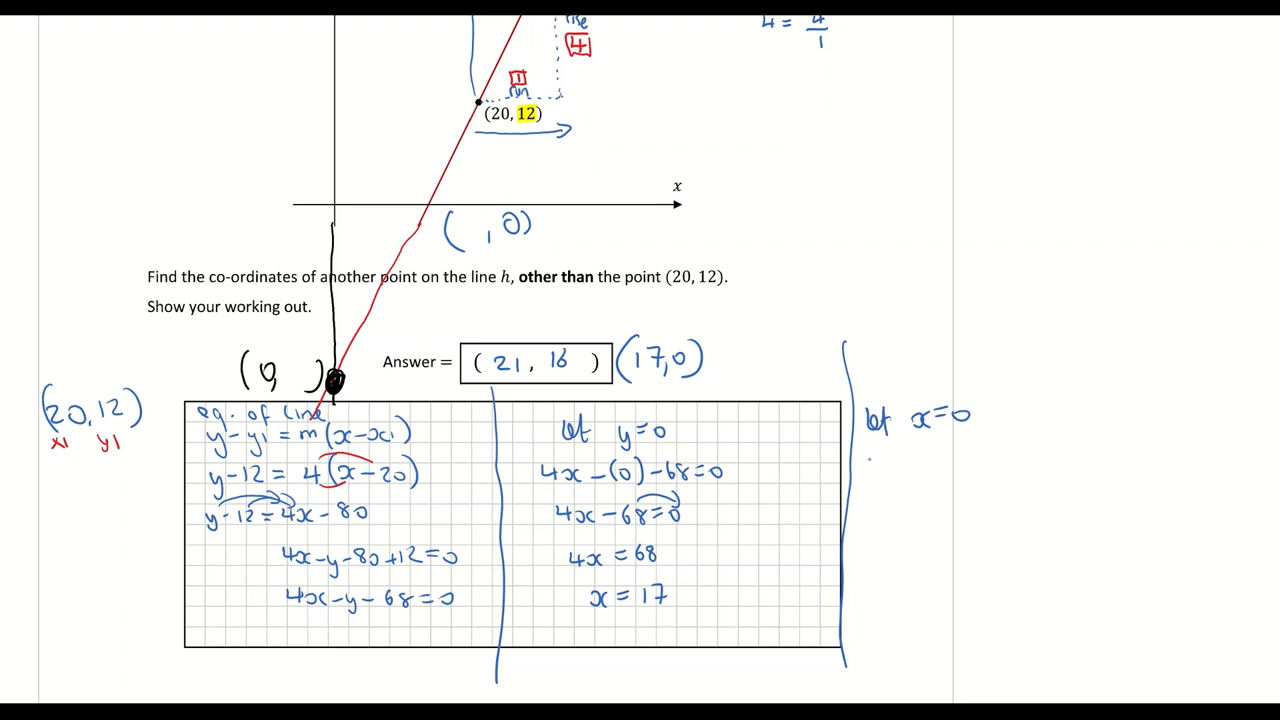 rise
4 = 4/1
4
1
run
(20, 12)
x
( , 0)
Find the co-ordinates of another point on the line h, other than the point (20, 12).
Show your working out.
(0, )
Answer = ( 21 , 16 ) (17,0)
(20,12)
x1 y1
eq. of line
y-y1 = m(x-x1)
y-12 = 4(x-20)
y-12=4x-80
4x-y-80+12=0
4x-y-68=0
let y=0
4x-(0)-68=0
4x-68=0
4x=68
x=17
let x=0